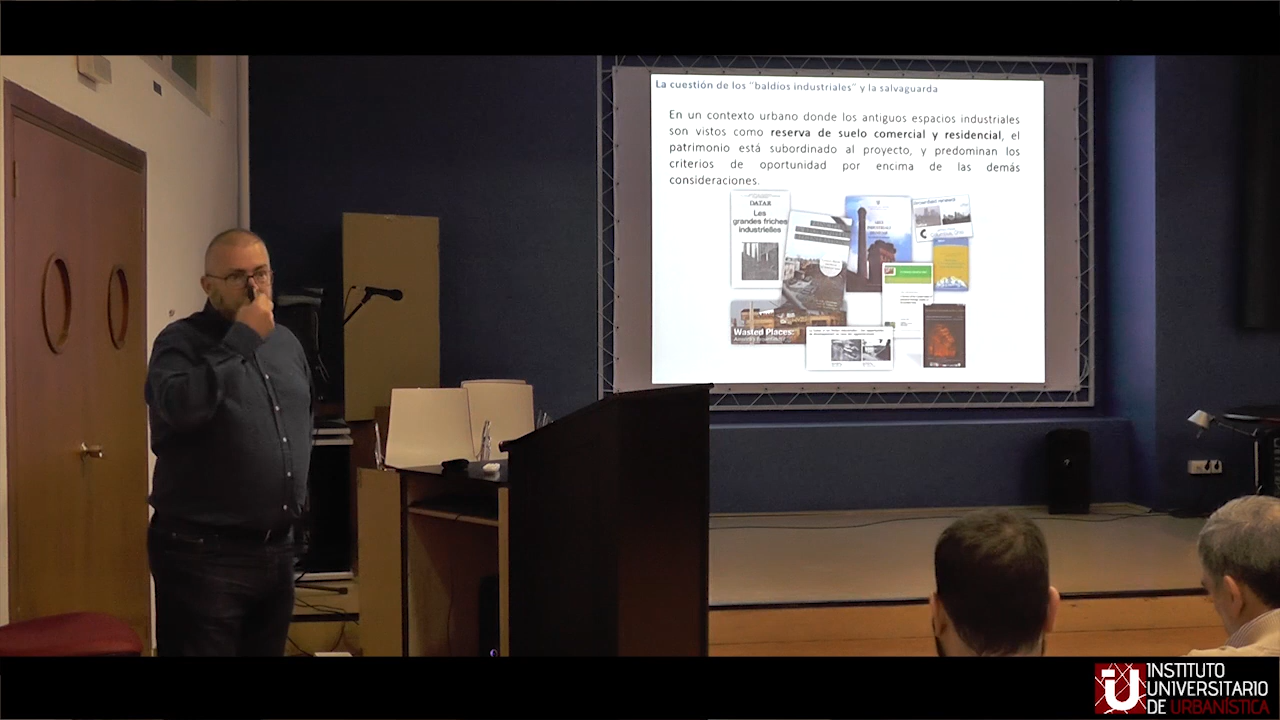 La cuestión de los "baldíos industriales" y la salvaguarda
En un contexto urbano donde los antiguos espacios industriales
son vistos como reserva de suelo comercial y residencial, el
patrimonio está subordinado al proyecto, y predominan los
criterios de oportunidad por encima de las demás
consideraciones.
DATAR
Les
grandes friches
industrielles
Wasted Places:
INSTITUTO
UNIVERSITARIO
DE URBANÍSTICA